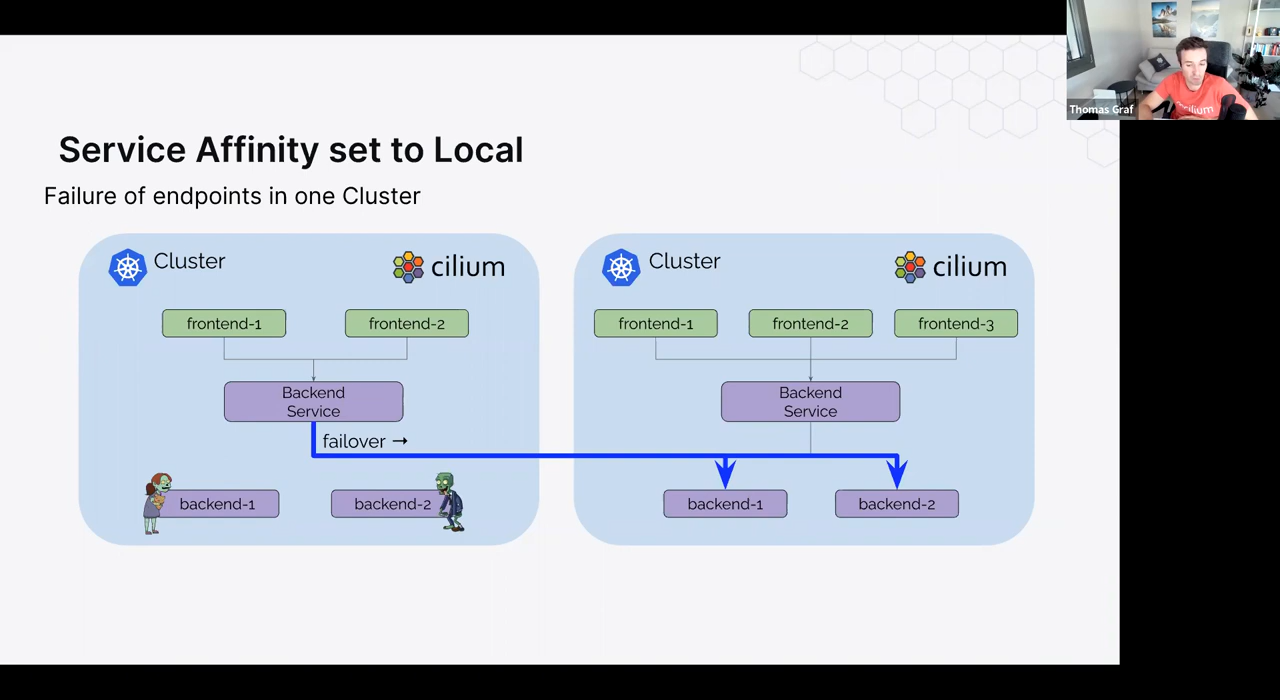 Thomas Graf
cilium
Service Affinity set to Local
Failure of endpoints in one Cluster
Cluster
cilium
frontend-1
frontend-2
Backend
Service
failover →
backend-1
backend-2
Cluster
cilium
frontend-1
frontend-2
frontend-3
Backend
Service
backend-1
backend-2